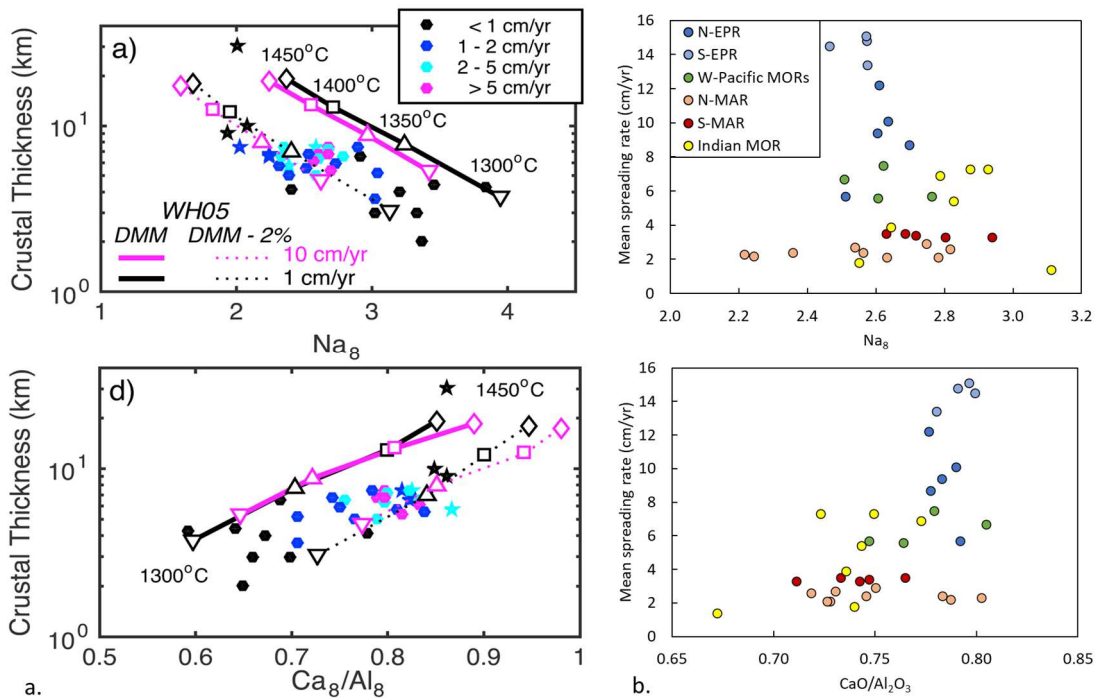 a)
Crustal Thickness (km)
10¹
10⁰
1450°C
1400°C
1350°C
1300°C
< 1 cm/yr
1 - 2 cm/yr
2 - 5 cm/yr
> 5 cm/yr
WH05
DMM DMM - 2%
10 cm/yr
1 cm/yr
1 2 3 4
Na₈
Mean spreading rate (cm/yr)
16
14
12
10
8
6
4
2
0
N-EPR
S-EPR
W-Pacific MORs
N-MAR
S-MAR
Indian MOR
2.0 2.2 2.4 2.6 2.8 3.0 3.2
Na₈
d)
Crustal Thickness (km)
10¹
10⁰
1450°C
1300°C
0.5 0.6 0.7 0.8 0.9 1
Ca₈/Al₈
a.
Mean spreading rate (cm/yr)
16
14
12
10
8
6
4
2
0
0.65 0.70 0.75 0.80 0.85
CaO/Al₂O₃
b.